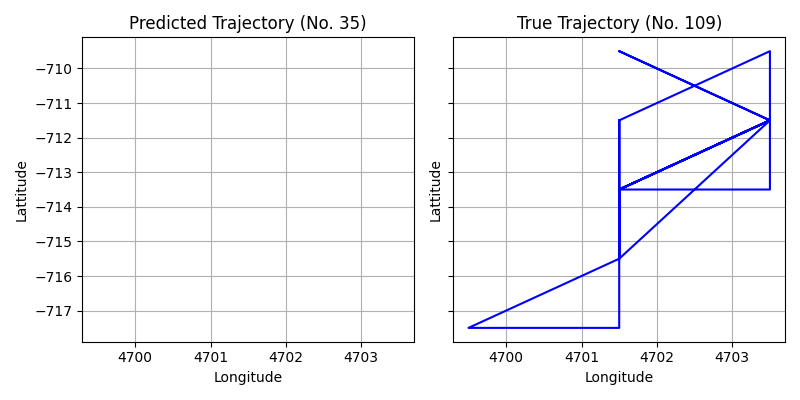 Predicted Trajectory (No. 35)
−710
−711
−712
−713
−714
−715
−716
−717
Lattitude
4700 4701 4702 4703
Longitude
True Trajectory (No. 109)
Lattitude
4700 4701 4702 4703
Longitude